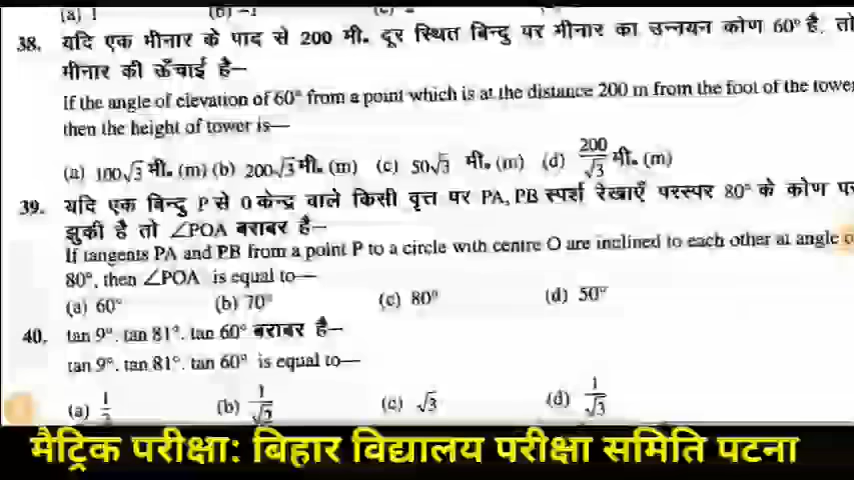 (a) 1 (b) -1
38. यदि एक मीनार के पाद से 200 मी. दूर स्थित बिन्दु पर मीनार का उन्नयन कोण 60° है, तो
मीनार की ऊँचाई है—
If the angle of elevation of 60° from a point which is at the distance 200 m from the foot of the tower
then the height of tower is—
(a) 100√3 मी. (m) (b) 200√3 मी. (m) (c) 50√3 मी. (m) (d) 200/√3 मी. (m)
39. यदि एक बिन्दु P से O केन्द्र वाले किसी वृत्त पर PA, PB स्पर्श रेखाएँ परस्पर 80° के कोण पर
झुकी है तो ∠POA बराबर है—
If tangents PA and PB from a point P to a circle with centre O are inclined to each other at angle
80°, then ∠POA is equal to—
(a) 60° (b) 70° (c) 80° (d) 50°
40. tan 9°. tan 81°. tan 60° बराबर है—
tan 9°. tan 81°. tan 60° is equal to—
(a) (b) (c) √3 (d) 1/√3
मैट्रिक परीक्षा: बिहार विद्यालय परीक्षा समिति पटना